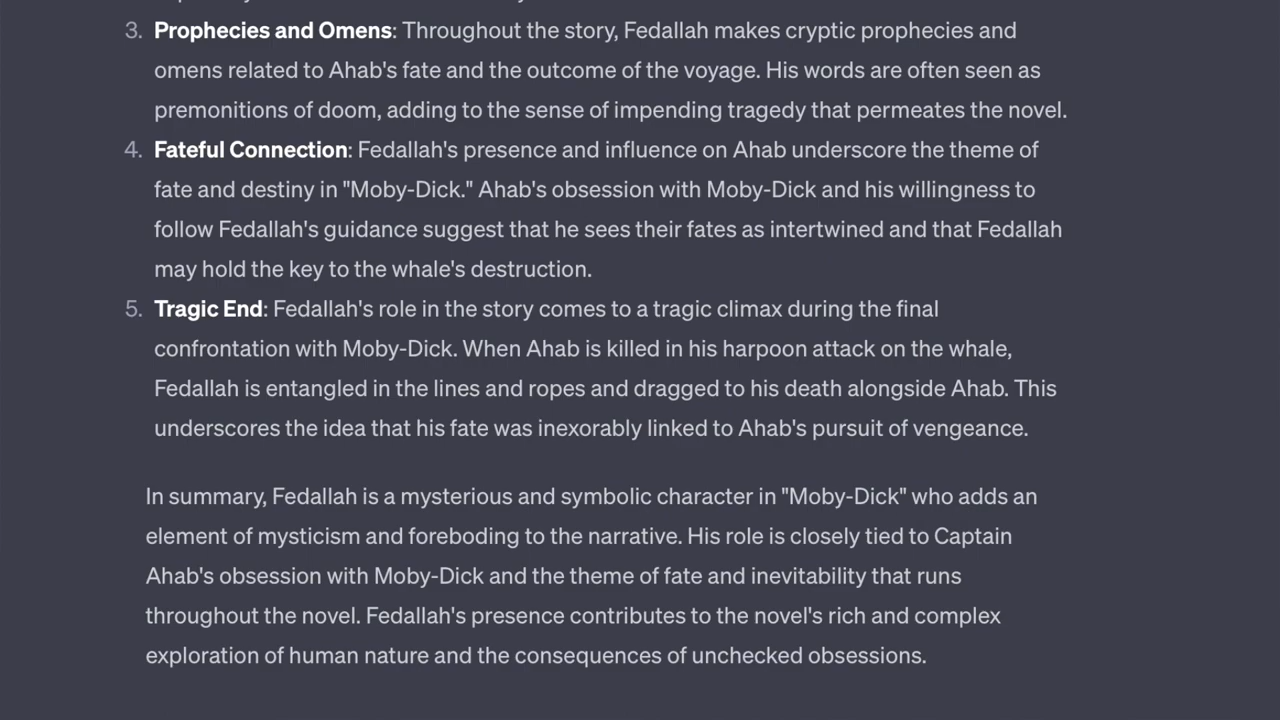 3. Prophecies and Omens: Throughout the story, Fedallah makes cryptic prophecies and
omens related to Ahab's fate and the outcome of the voyage. His words are often seen as
premonitions of doom, adding to the sense of impending tragedy that permeates the novel.
4. Fateful Connection: Fedallah's presence and influence on Ahab underscore the theme of
fate and destiny in "Moby-Dick." Ahab's obsession with Moby-Dick and his willingness to
follow Fedallah's guidance suggest that he sees their fates as intertwined and that Fedallah
may hold the key to the whale's destruction.
5. Tragic End: Fedallah's role in the story comes to a tragic climax during the final
confrontation with Moby-Dick. When Ahab is killed in his harpoon attack on the whale,
Fedallah is entangled in the lines and ropes and dragged to his death alongside Ahab. This
underscores the idea that his fate was inexorably linked to Ahab's pursuit of vengeance.
In summary, Fedallah is a mysterious and symbolic character in "Moby-Dick" who adds an
element of mysticism and foreboding to the narrative. His role is closely tied to Captain
Ahab's obsession with Moby-Dick and the theme of fate and inevitability that runs
throughout the novel. Fedallah's presence contributes to the novel's rich and complex
exploration of human nature and the consequences of unchecked obsessions.